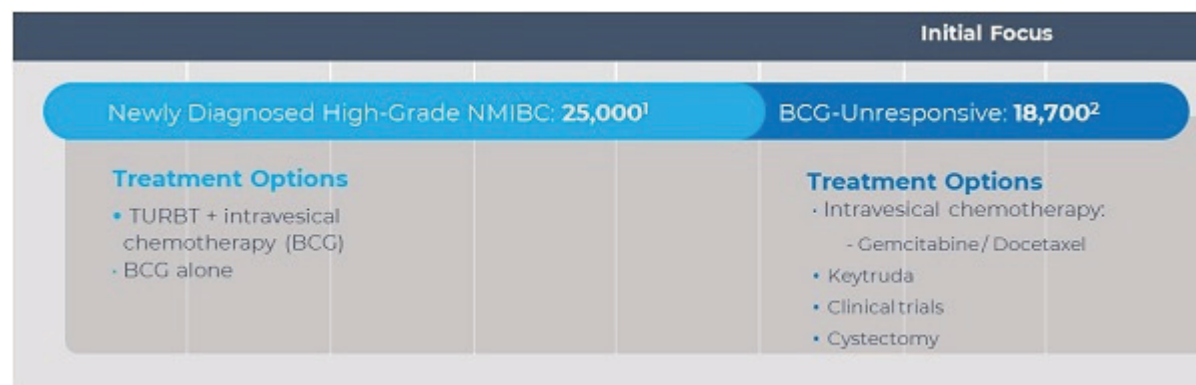 Initial Focus
Newly Diagnosed High-Grade NMIBC: 25,000¹
BCG-Unresponsive: 18,700²
Treatment Options
• TURBT + intravesical
chemotherapy (BCG)
· BCG alone
Treatment Options
· Intravesical chemotherapy:
- Gemcitabine/Docetaxel
• Keytruda
• Clinical trials
• Cystectomy